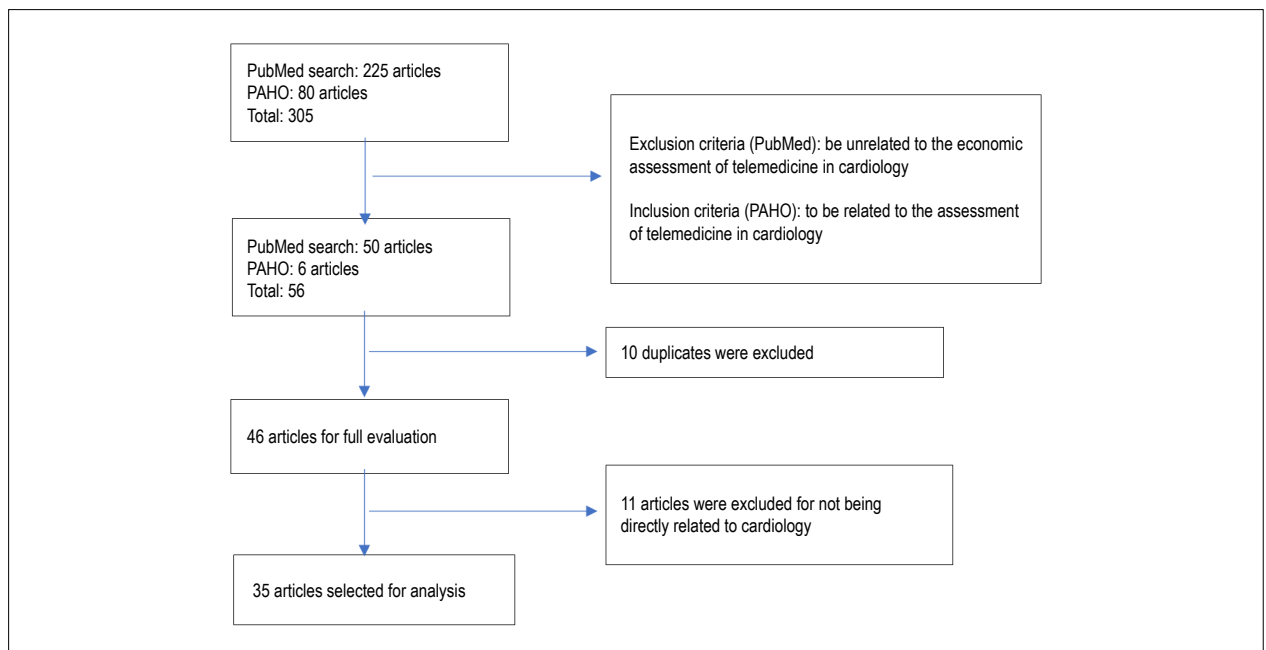 PubMed search: 225 articles
PAHO: 80 articles
Total: 305
Exclusion criteria (PubMed): be unrelated to the economic
assessment of telemedicine in cardiology
Inclusion criteria (PAHO): to be related to the assessment
of telemedicine in cardiology
PubMed search: 50 articles
PAHO: 6 articles
Total: 56
10 duplicates were excluded
46 articles for full evaluation
11 articles were excluded for not being
directly related to cardiology
35 articles selected for analysis